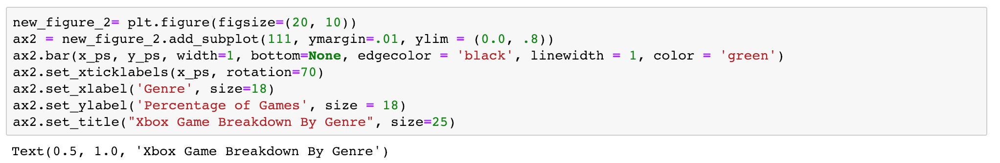 new_figure_2= plt.figure(figsize=(20, 10))
ax2 = new_figure_2.add_subplot(111, ymargin=.01, ylim = (0.0, .8))
ax2.bar(x_ps, y_ps, width=1, bottom=None, edgecolor = 'black', linewidth = 1, color = 'green')
ax2.set_xticklabels(x_ps, rotation=70)
ax2.set_xlabel('Genre', size=18)
ax2.set_ylabel('Percentage of Games', size = 18)
ax2.set_title("Xbox Game Breakdown By Genre", size=25)
Text(0.5, 1.0, 'Xbox Game Breakdown By Genre')